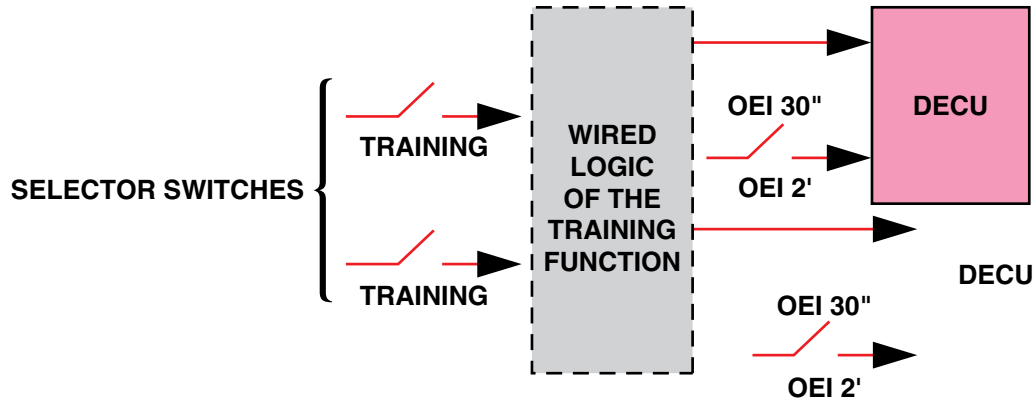 SELECTOR SWITCHES
TRAINING
TRAINING
WIRED
LOGIC
OF THE
TRAINING
FUNCTION
OEI 30"
OEI 2'
DECU
OEI 30"
OEI 2'
DECU